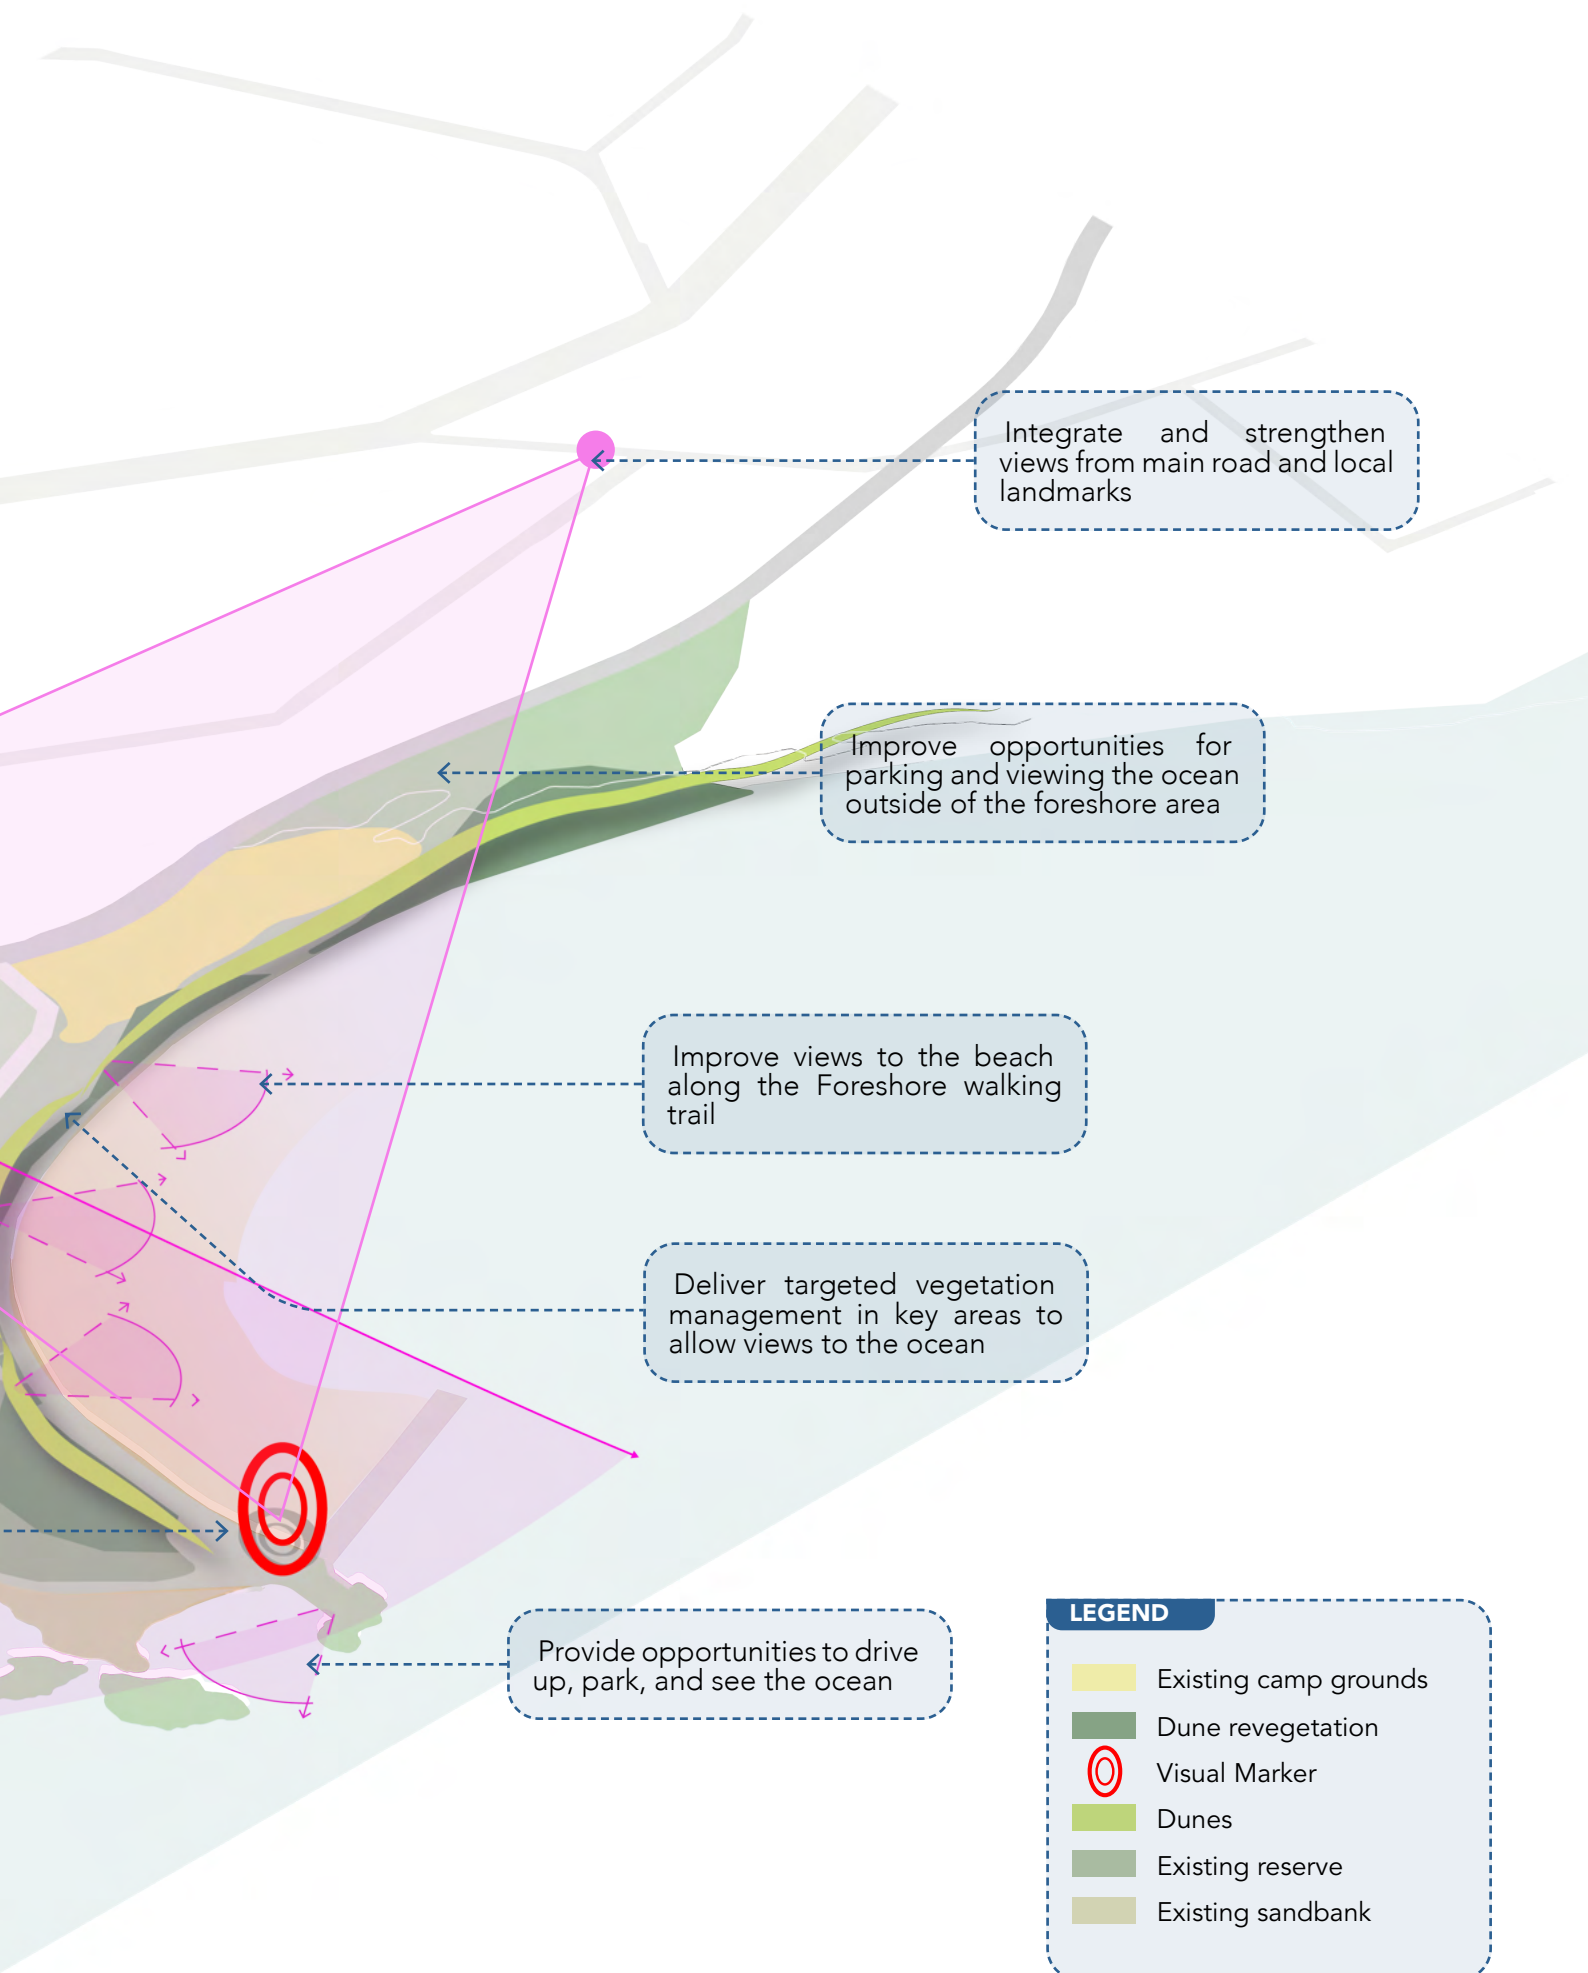 Integrate and strengthen
views from main road and local
landmarks
Improve opportunities for
parking and viewing the ocean
outside of the foreshore area
Improve views to the beach
along the Foreshore walking
trail
Deliver targeted vegetation
management in key areas to
allow views to the ocean
Provide opportunities to drive
up, park, and see the ocean
LEGEND
Existing camp grounds
Dune revegetation
Visual Marker
Dunes
Existing reserve
Existing sandbank